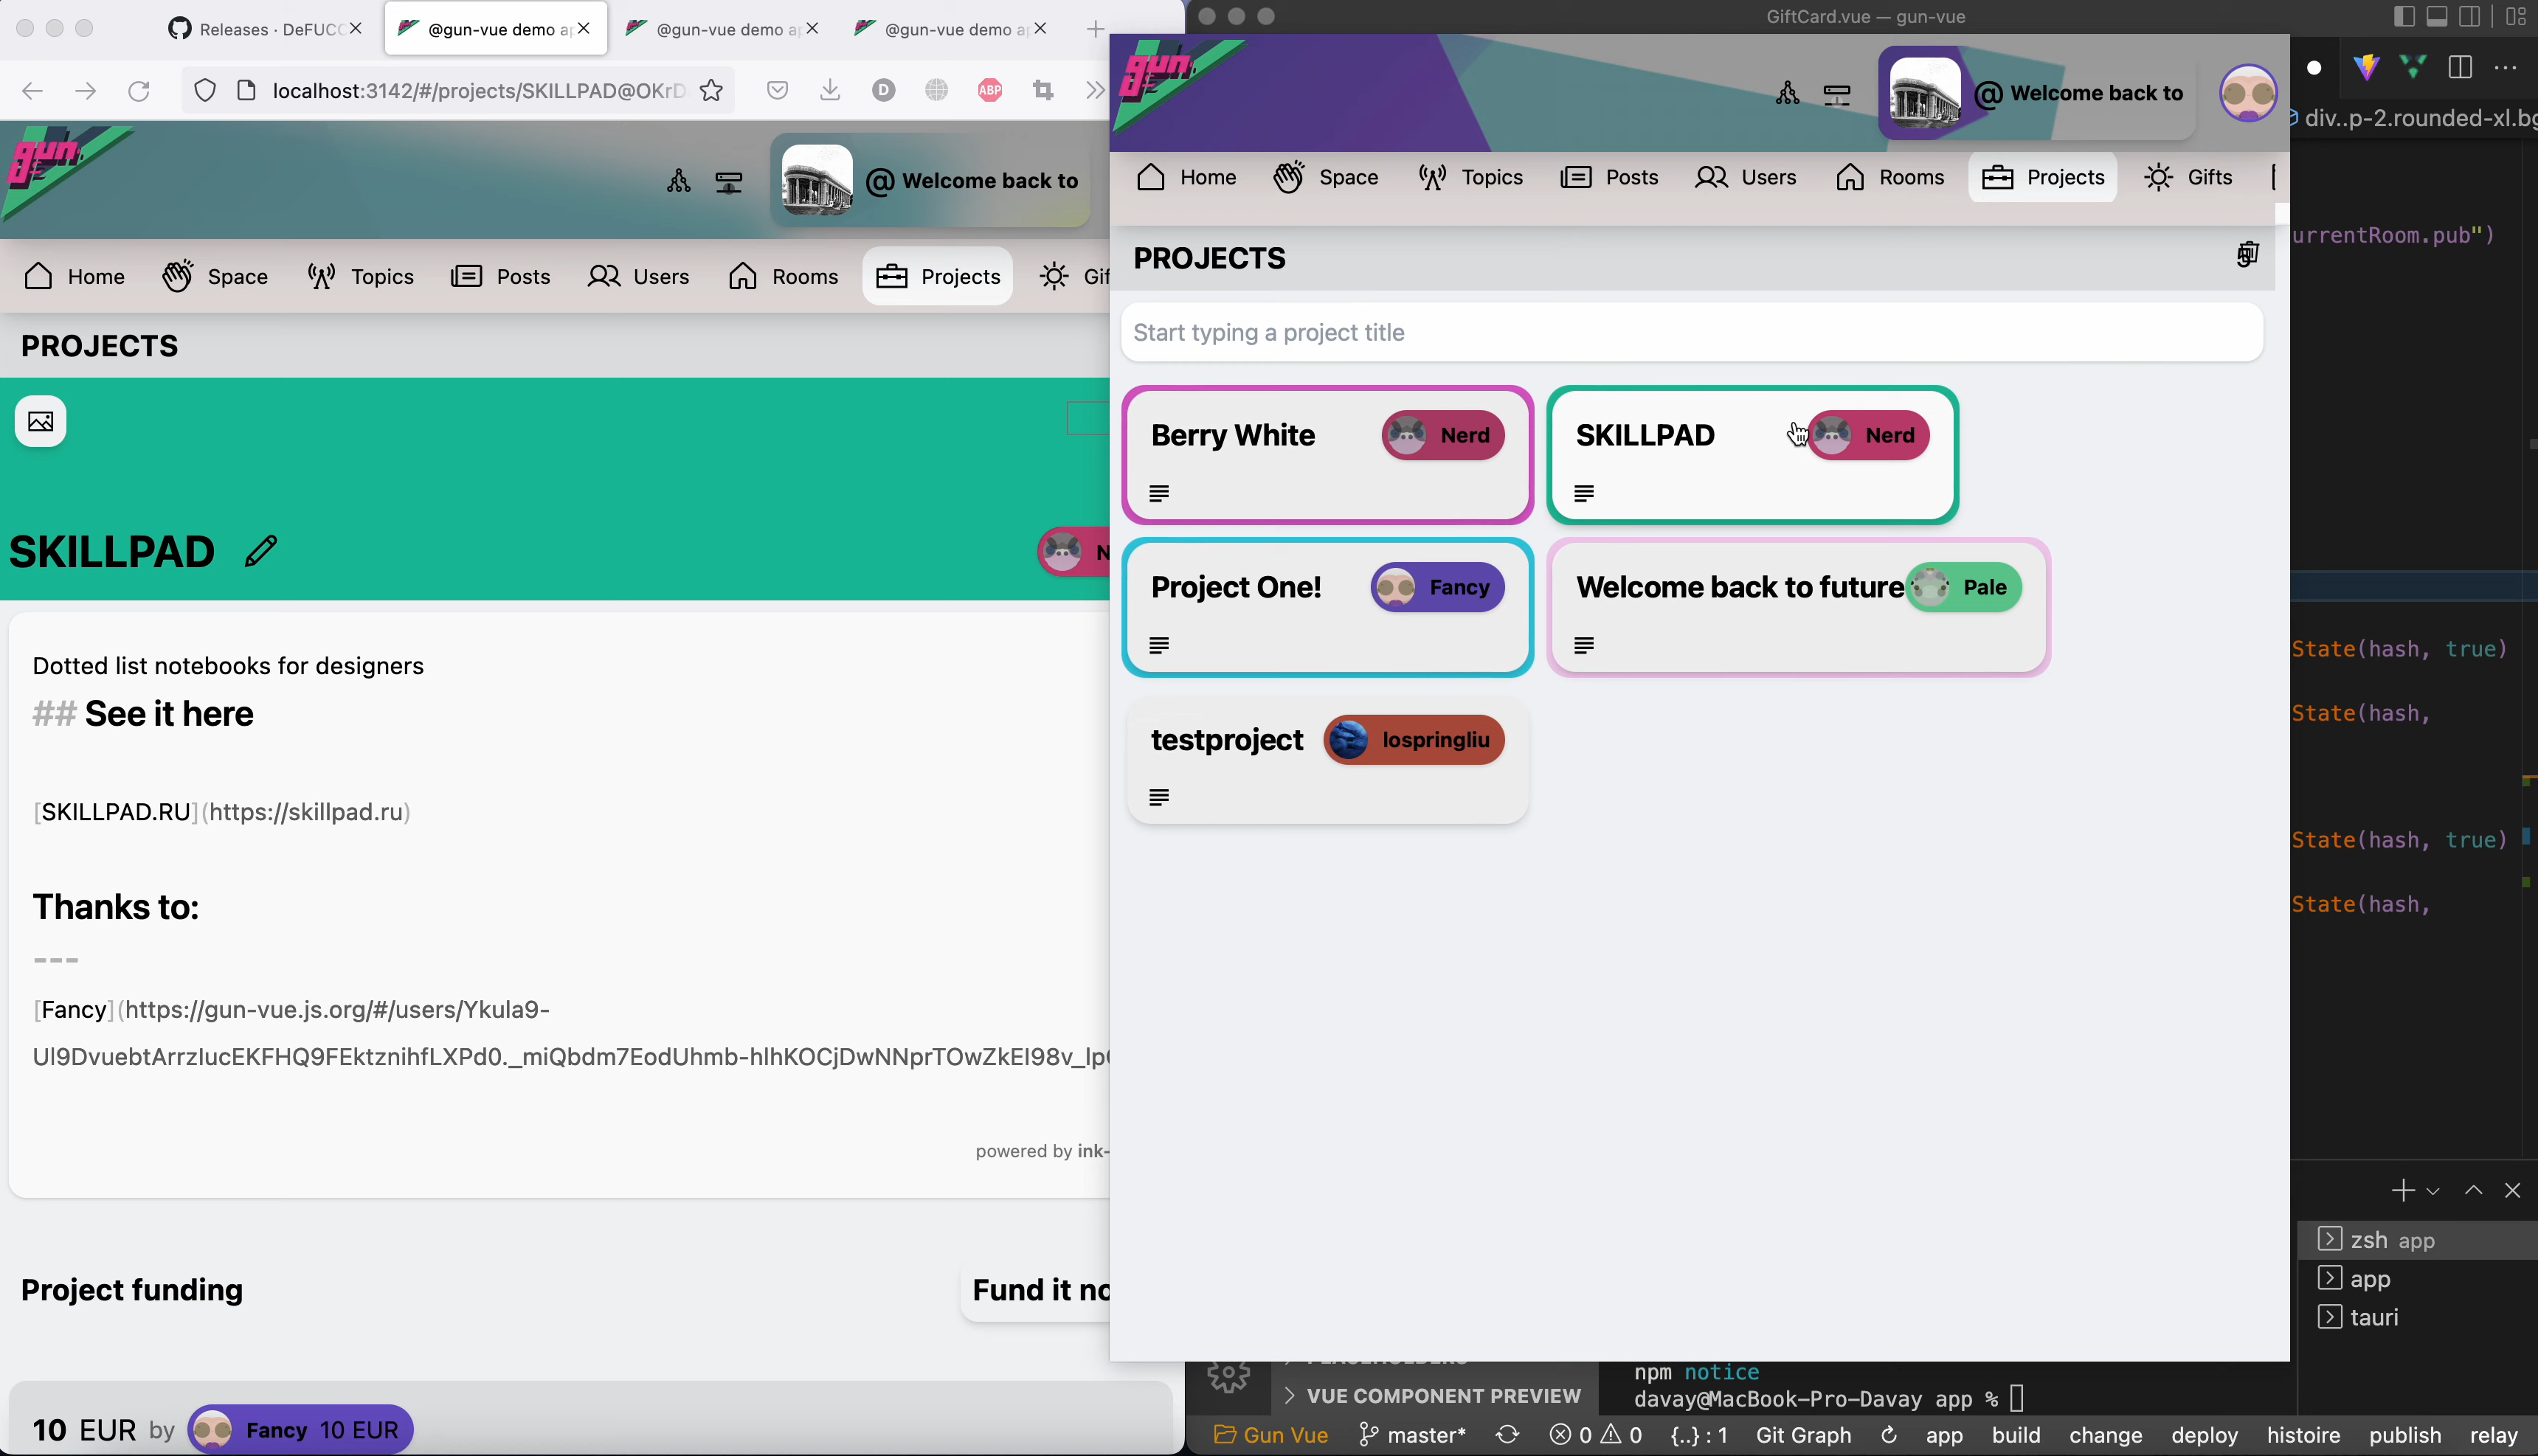 Releases · DeFUCC
@gun-vue demo a
@gun-vue demo ap
@gun-vue demo ap
localhost:3142/#/projects/SKILLPAD@OKrD
D
ABP
gun
@ Welcome back to
Home
Space
Topics
Posts
Users
Rooms
Projects
Gif
PROJECTS
SKILLPAD
N
Dotted list notebooks for designers
## See it here
[SKILLPAD.RU](https://skillpad.ru)
Thanks to:
---
[Fancy](https://gun-vue.js.org/#/users/Ykula9-
powered by ink-
Project funding
Fund it no
10 EUR by
Fancy 10 EUR
GiftCard.vue — gun-vue
gun
@ Welcome back to
Home
Space
Topics
Posts
Users
Rooms
Projects
Gifts
PROJECTS
Start typing a project title
Berry White
Nerd
SKILLPAD
Nerd
Project One!
Fancy
Welcome back to future
Pale
testproject
lospringliu
div..p-2.rounded-xl.bg
urrentRoom.pub")
State(hash, true)
State(hash,
State(hash, true)
State(hash,
zsh app
app
tauri
VUE COMPONENT PREVIEW
npm notice
davay@MacBook-Pro-Davay app %
Gun Vue
master*
0
0
{..} : 1
Git Graph
app
build
change
deploy
histoire
publish
relay